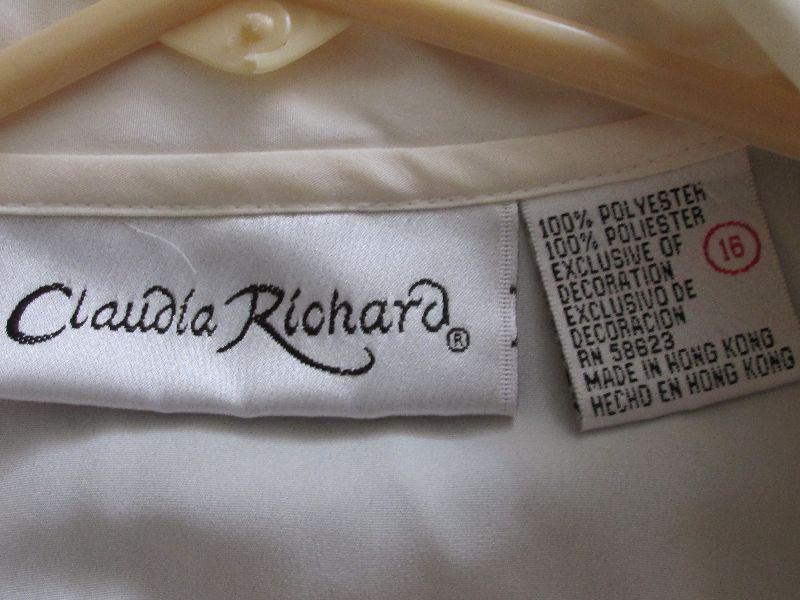 Claudia Richard®
100% POLYESTER
100% POLIESTER
EXCLUSIVE OF
DECORATION
EXCLUSIVO DE
DECORACION
RN 58623
MADE IN HONG KONG
HECHO EN HONG KONG
16